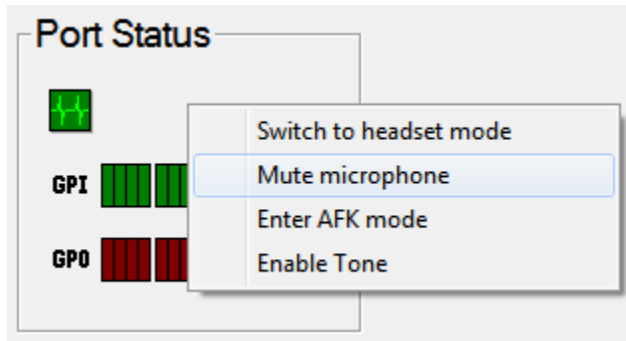 Port Status
Switch to headset mode
Mute microphone
GPI
Enter AFK mode
GPO
Enable Tone